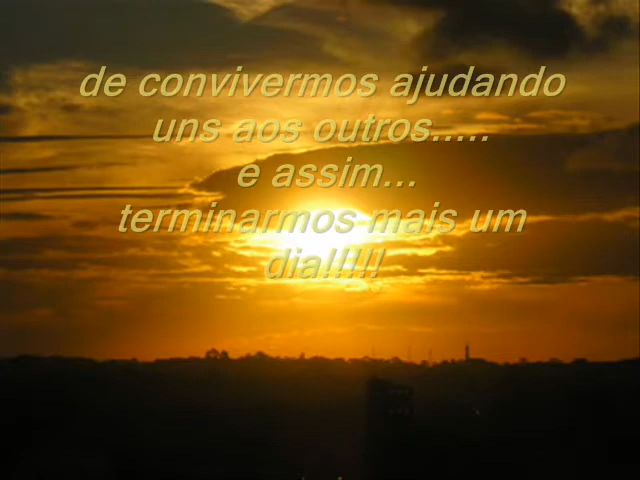 de convivermos ajudando
uns aos outros.....
e assim...
terminarmos mais um
dia!!!!!